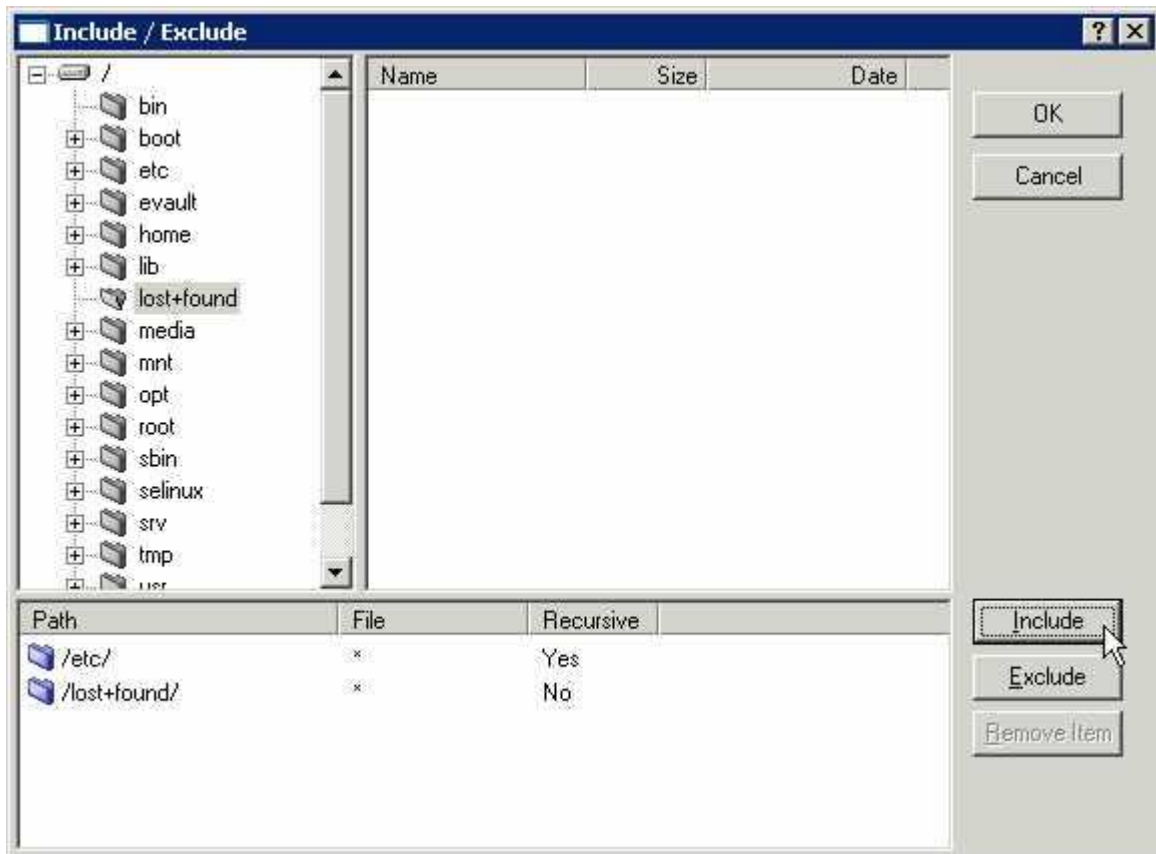 Include / Exclude
/
bin
boot
etc
evault
home
lib
lost+found
media
mnt
opt
root
sbin
selinux
srv
tmp
usr
Name Size Date
OK
Cancel
Path File Recursive
/etc/ * Yes
/lost+found/ * No
Include
Exclude
Remove Item